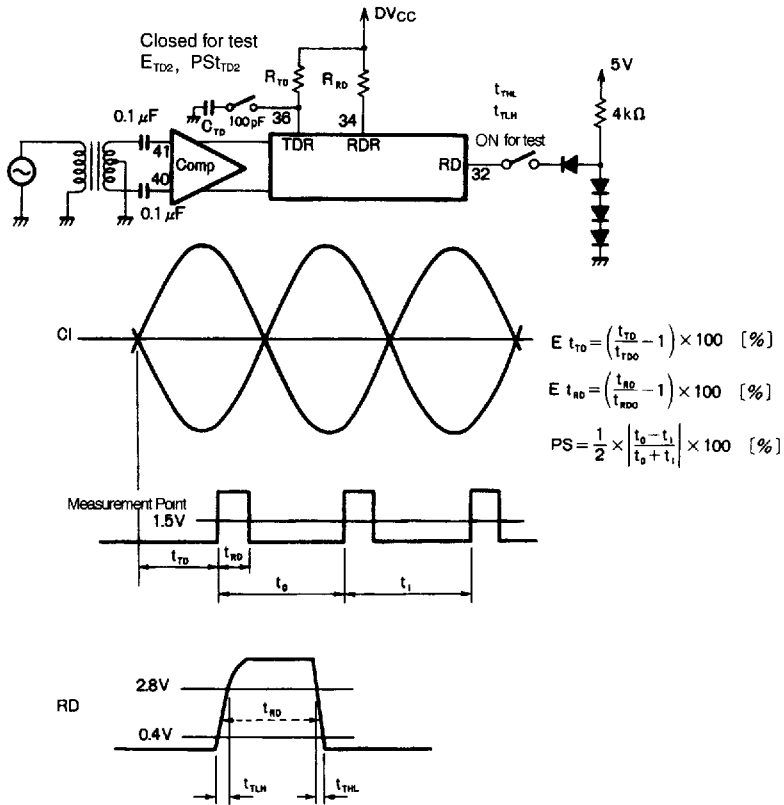 DVCC
Closed for test
ETD2, PStTD2
RTD
RRD
5V
tTHL
tTLH
4kΩ
0.1 μF
CTD
100pF
36
34
ON for test
41
TDR
RDR
Comp
RD
32
40
0.1 μF
CI
E tTD = (tTD/tTD0 − 1) × 100 [%]
E tRD = (tRD/tRD0 − 1) × 100 [%]
PS = 1/2 × |t0 − t1/t0 + t1| × 100 [%]
Measurement Point
1.5V
tTD
tRD
t0
t1
RD
2.8V
tRD
0.4V
tTLH
tTHL